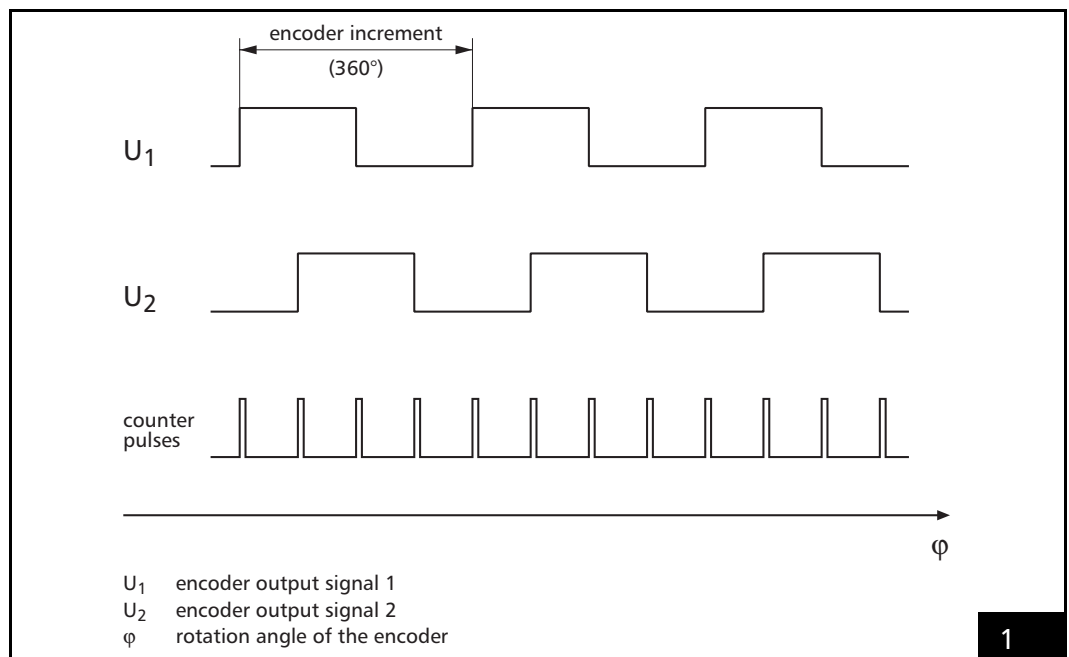 encoder increment
(360°)
U1
U2
counter
pulses
φ
U1 encoder output signal 1
U2 encoder output signal 2
φ rotation angle of the encoder
1